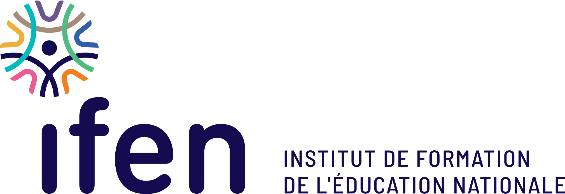 ifen
INSTITUT DE FORMATION
DE L'ÉDUCATION NATIONALE